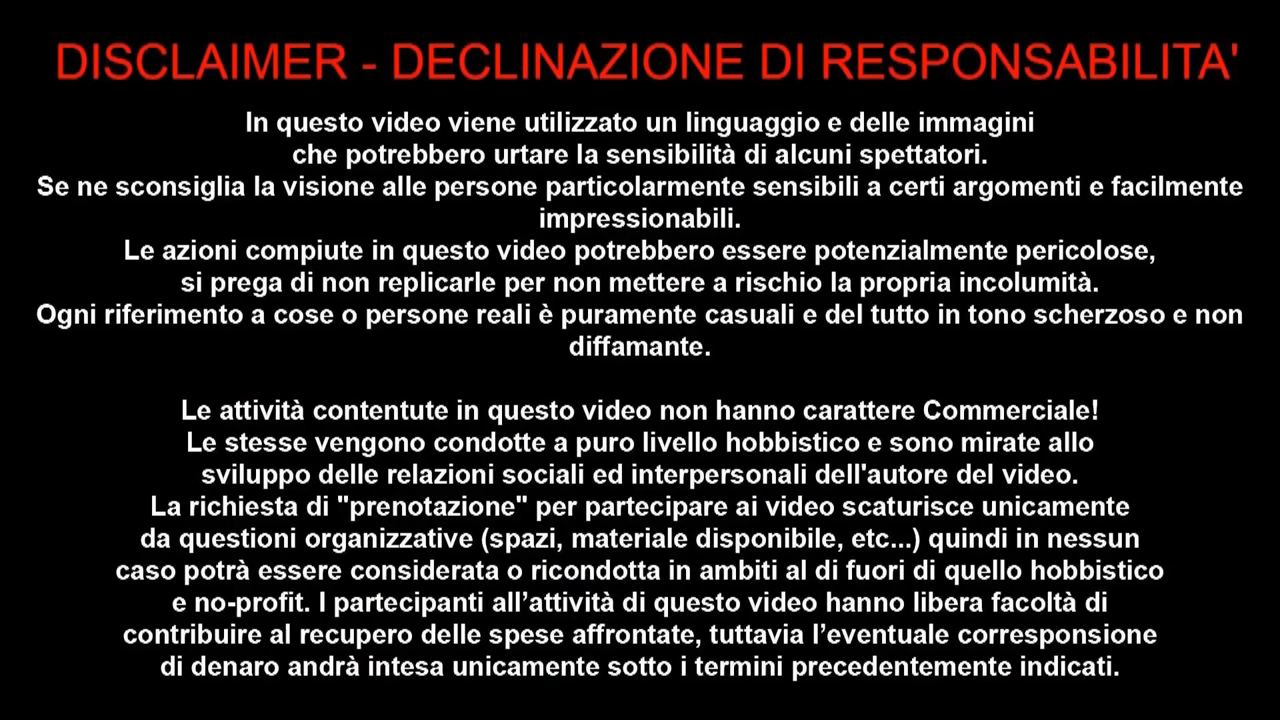 DISCLAIMER - DECLINAZIONE DI RESPONSABILITA'
In questo video viene utilizzato un linguaggio e delle immagini
che potrebbero urtare la sensibilità di alcuni spettatori.
Se ne sconsiglia la visione alle persone particolarmente sensibili a certi argomenti e facilmente
impressionabili.
Le azioni compiute in questo video potrebbero essere potenzialmente pericolose,
si prega di non replicarle per non mettere a rischio la propria incolumità.
Ogni riferimento a cose o persone reali è puramente casuali e del tutto in tono scherzoso e non
diffamante.
Le attività contentute in questo video non hanno carattere Commerciale!
Le stesse vengono condotte a puro livello hobbistico e sono mirate allo
sviluppo delle relazioni sociali ed interpersonali dell'autore del video.
La richiesta di "prenotazione" per partecipare ai video scaturisce unicamente
da questioni organizzative (spazi, materiale disponibile, etc...) quindi in nessun
caso potrà essere considerata o ricondotta in ambiti al di fuori di quello hobbistico
e no-profit. I partecipanti all’attività di questo video hanno libera facoltà di
contribuire al recupero delle spese affrontate, tuttavia l’eventuale corresponsione
di denaro andrà intesa unicamente sotto i termini precedentemente indicati.